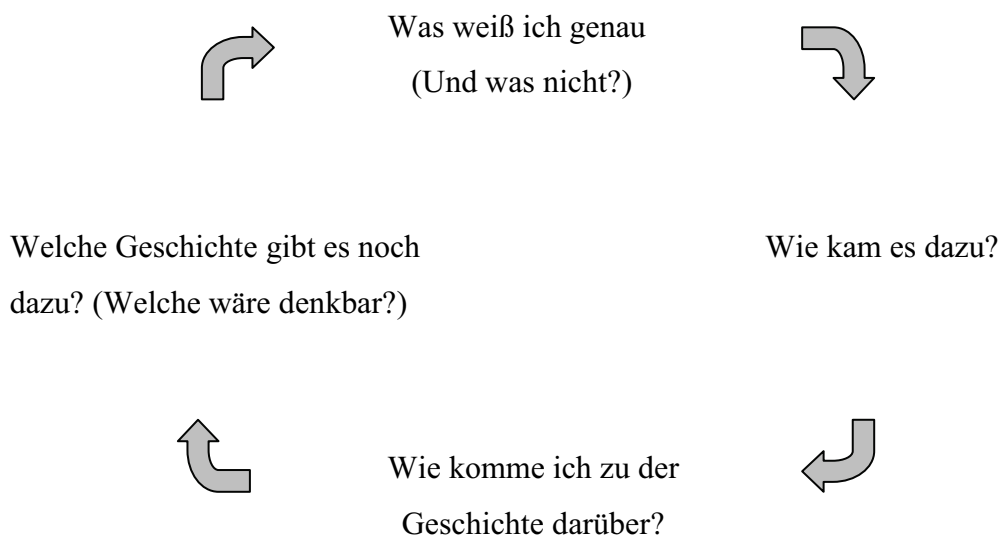 Was weiß ich genau
(Und was nicht?)
Welche Geschichte gibt es noch
dazu? (Welche wäre denkbar?)
Wie kam es dazu?
Wie komme ich zu der
Geschichte darüber?